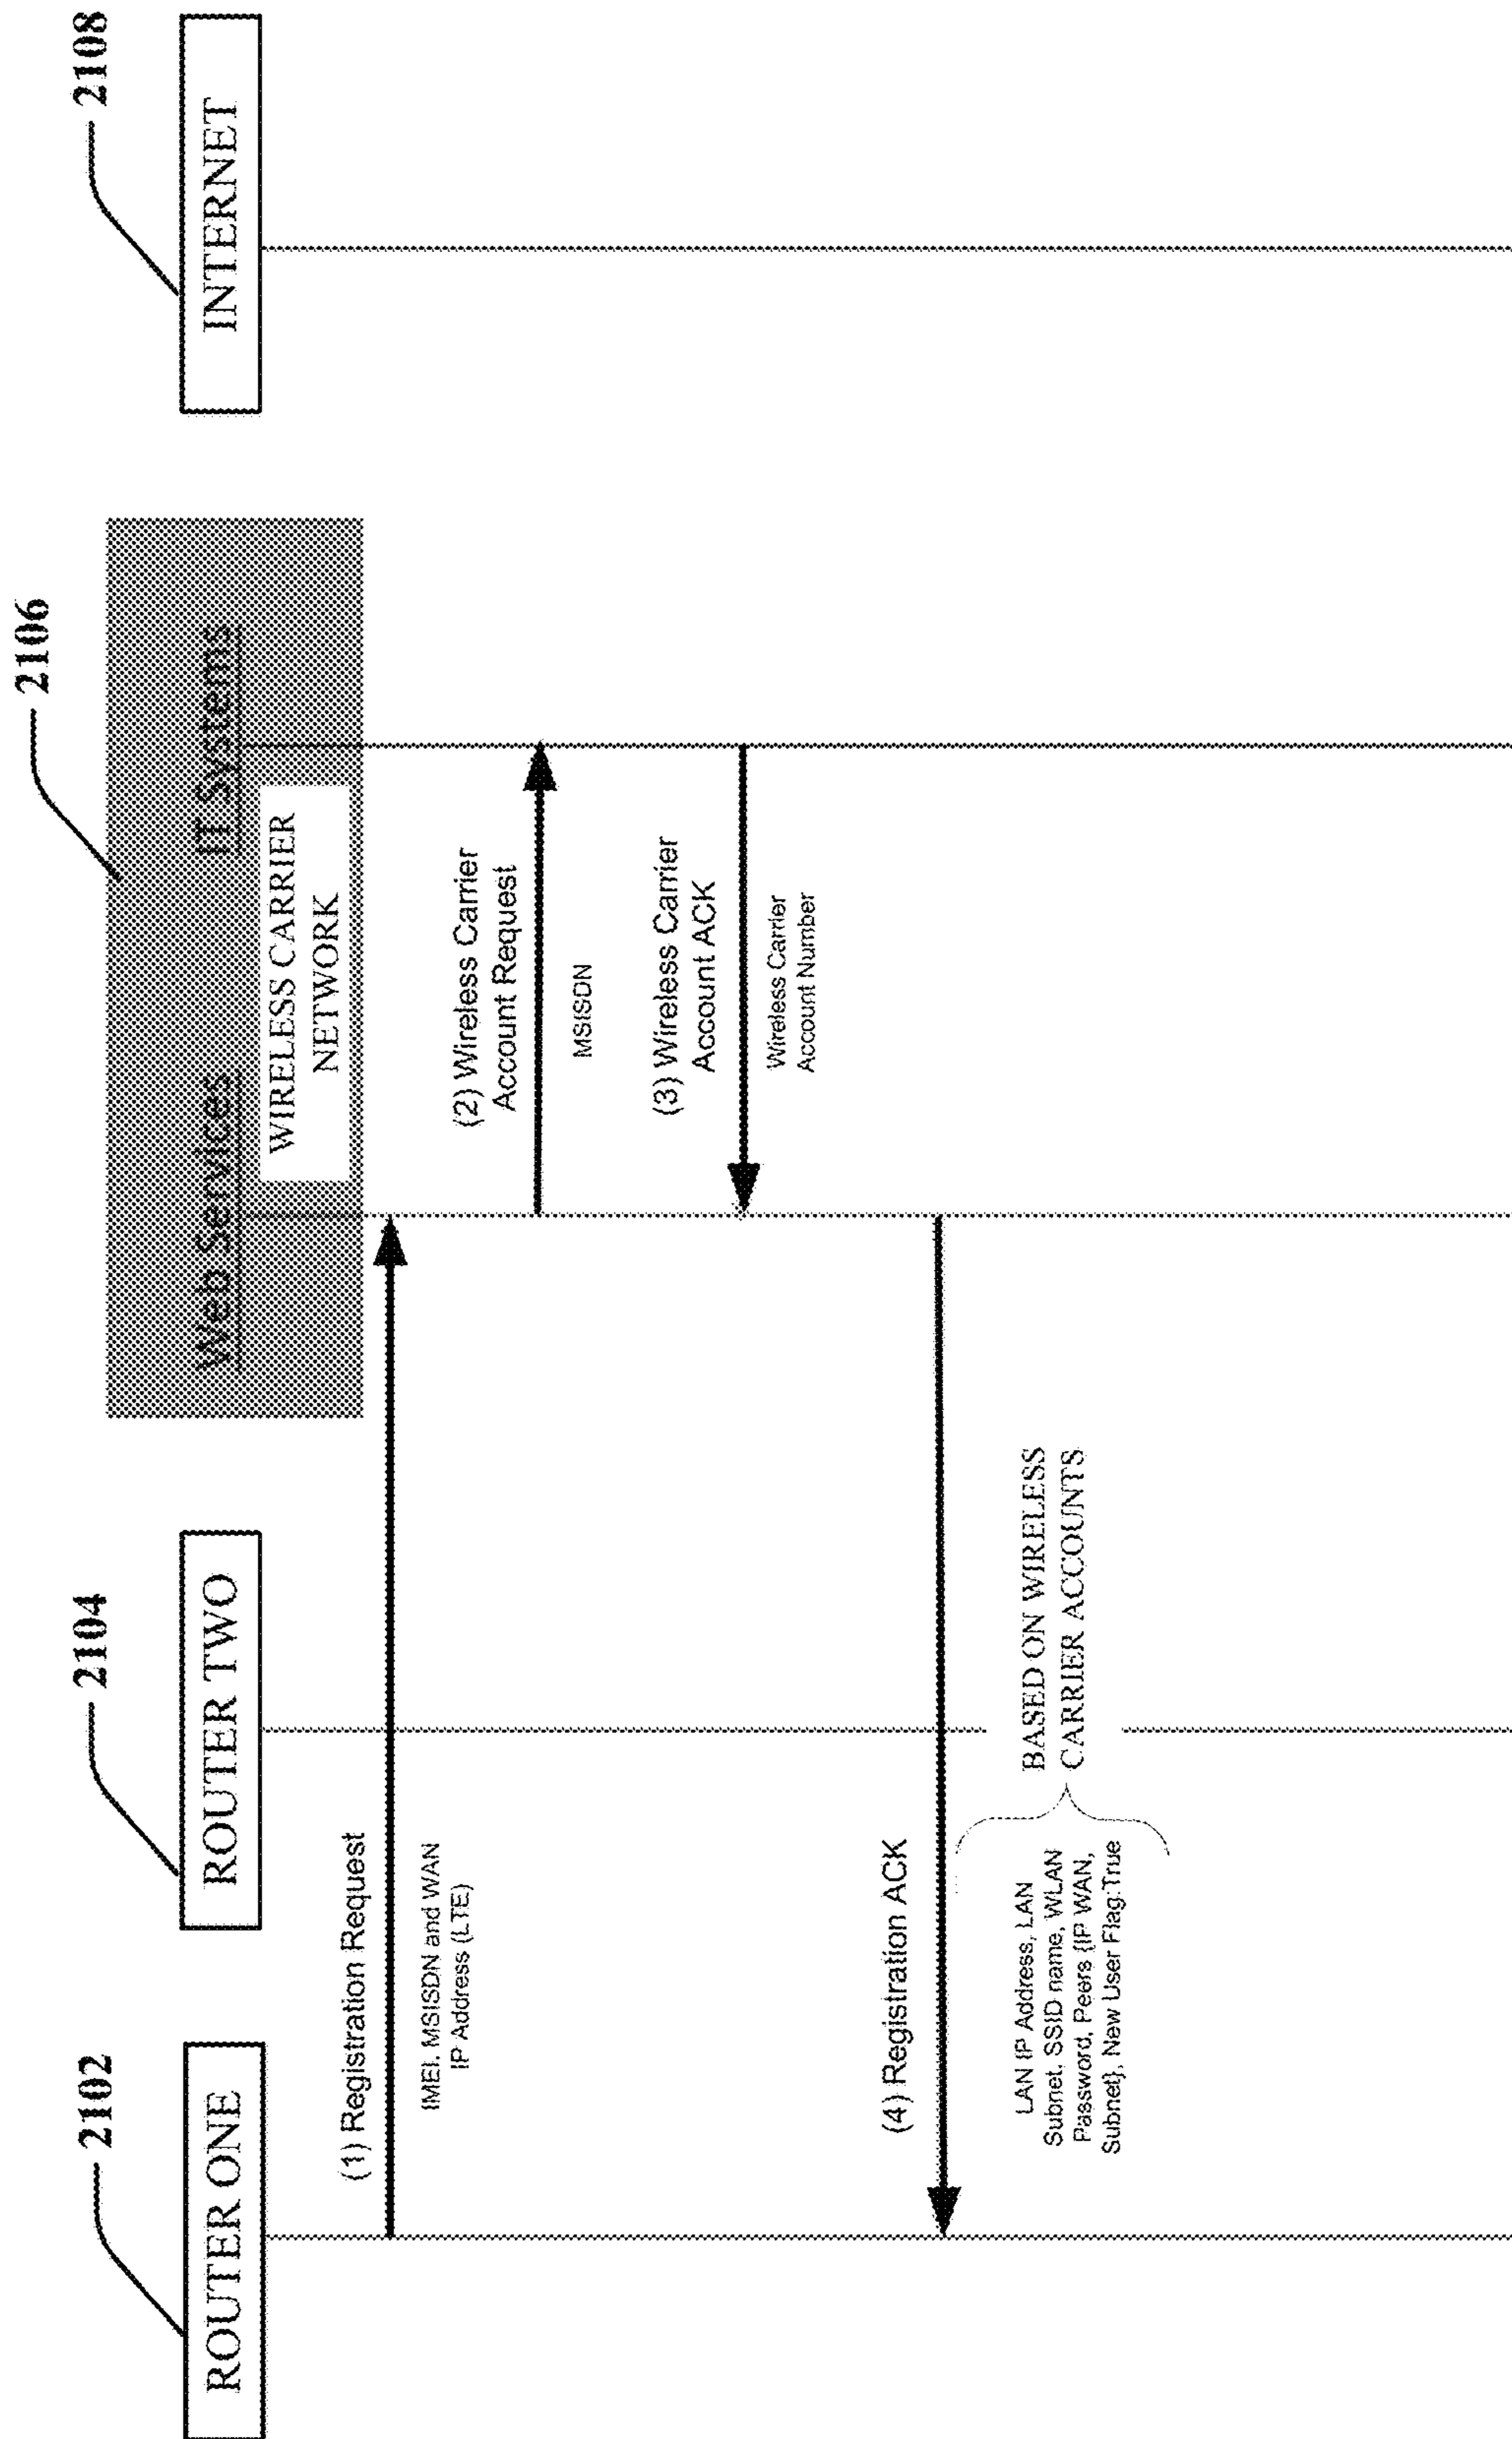 2102
ROUTER ONE
2104
ROUTER TWO
2106
Web Services
IT Systems
WIRELESS CARRIER
NETWORK
2108
INTERNET
(1) Registration Request
IMEI, MSISDN and WAN
IP Address (LTE)
(2) Wireless Carrier
Account Request
MSISDN
(3) Wireless Carrier
Account ACK
Wireless Carrier
Account Number
(4) Registration ACK
LAN IP Address, LAN
Subnet, SSID name, WLAN
Password, Peers {IP WAN,
Subnet}, New User Flag:True
BASED ON WIRELESS
CARRIER ACCOUNTS